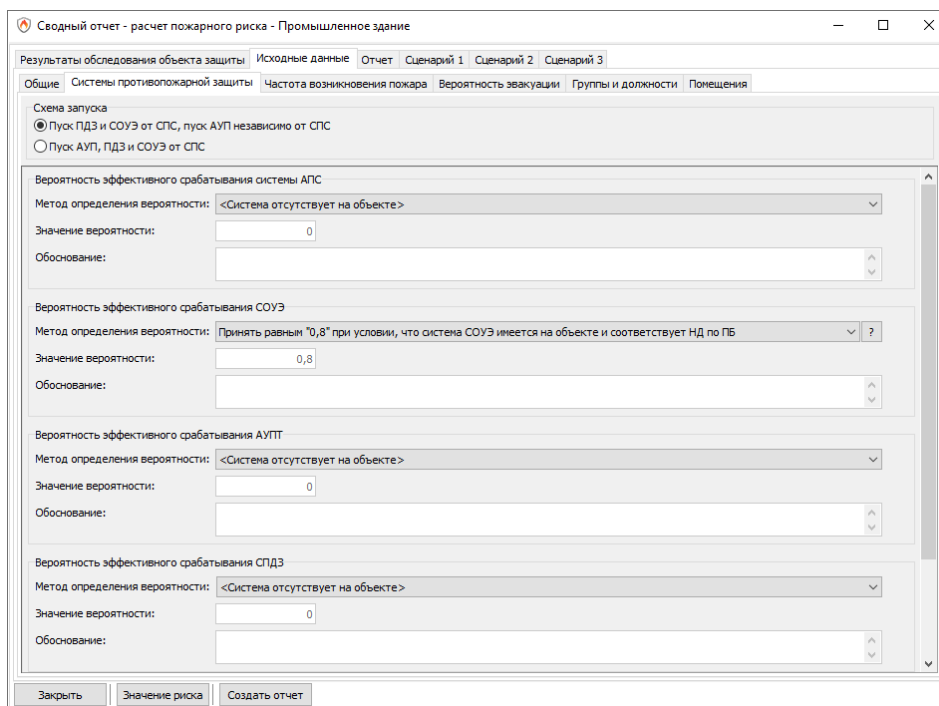 Сводный отчет - расчет пожарного риска - Промышленное здание
Результаты обследования объекта защиты Исходные данные Отчет Сценарий 1 Сценарий 2 Сценарий 3
Общие Системы противопожарной защиты Частота возникновения пожара Вероятность эвакуации Группы и должности Помещения
Схема запуска
Пуск ПДЗ и СОУЭ от СПС, пуск АУП независимо от СПС
Пуск АУП, ПДЗ и СОУЭ от СПС
Вероятность эффективного срабатывания системы АПС
Метод определения вероятности: <Система отсутствует на объекте>
Значение вероятности: 0
Обоснование:
Вероятность эффективного срабатывания СОУЭ
Метод определения вероятности: Принять равным "0,8" при условии, что система СОУЭ имеется на объекте и соответствует НД по ПБ ?
Значение вероятности: 0,8
Обоснование:
Вероятность эффективного срабатывания АУПТ
Метод определения вероятности: <Система отсутствует на объекте>
Значение вероятности: 0
Обоснование:
Вероятность эффективного срабатывания СПДЗ
Метод определения вероятности: <Система отсутствует на объекте>
Значение вероятности: 0
Обоснование:
Закрыть Значение риска Создать отчет